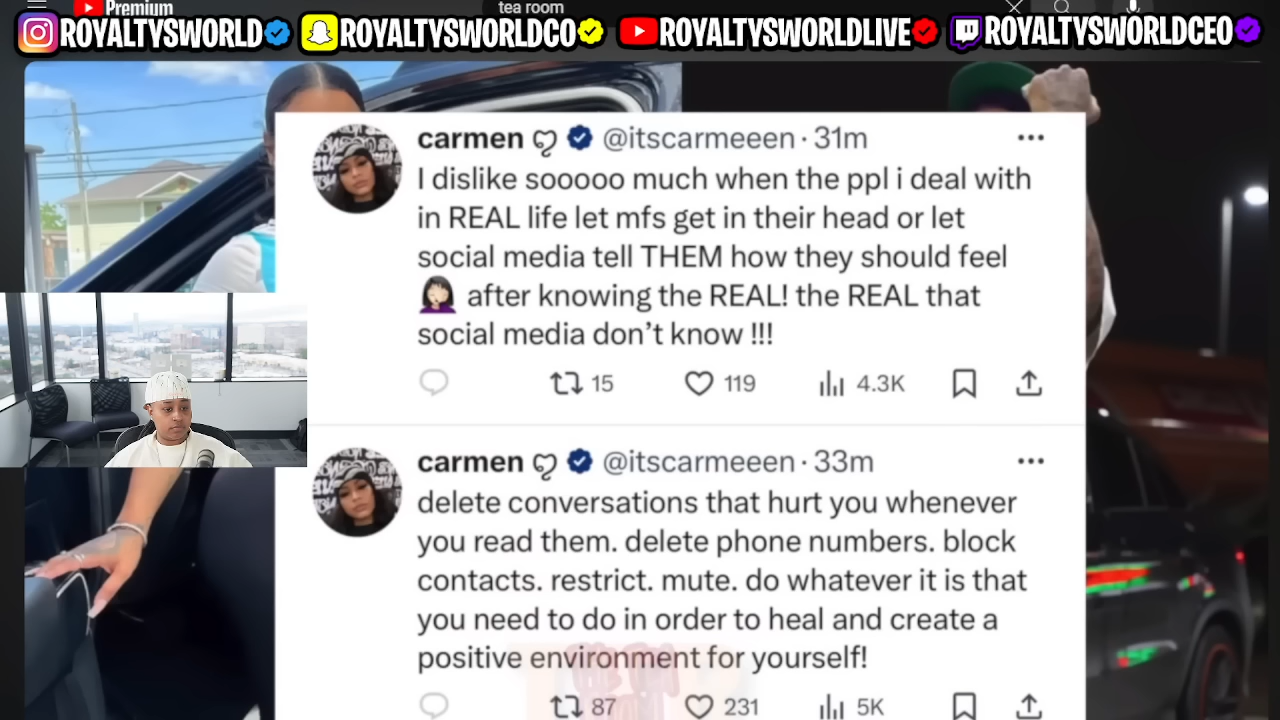 Premium
tea room
ROYALTYSWORLD ROYALTYSWORLDCO ROYALTYSWORLDLIVE ROYALTYSWORLDCEO
carmen @itscarmeeen · 31m
I dislike sooooo much when the ppl i deal with
in REAL life let mfs get in their head or let
social media tell THEM how they should feel
🤦🏻‍♀️ after knowing the REAL! the REAL that
social media don’t know !!!
15 119 4.3K
carmen @itscarmeeen · 33m
delete conversations that hurt you whenever
you read them. delete phone numbers. block
contacts. restrict. mute. do whatever it is that
you need to do in order to heal and create a
positive environment for yourself!
87 231 5K